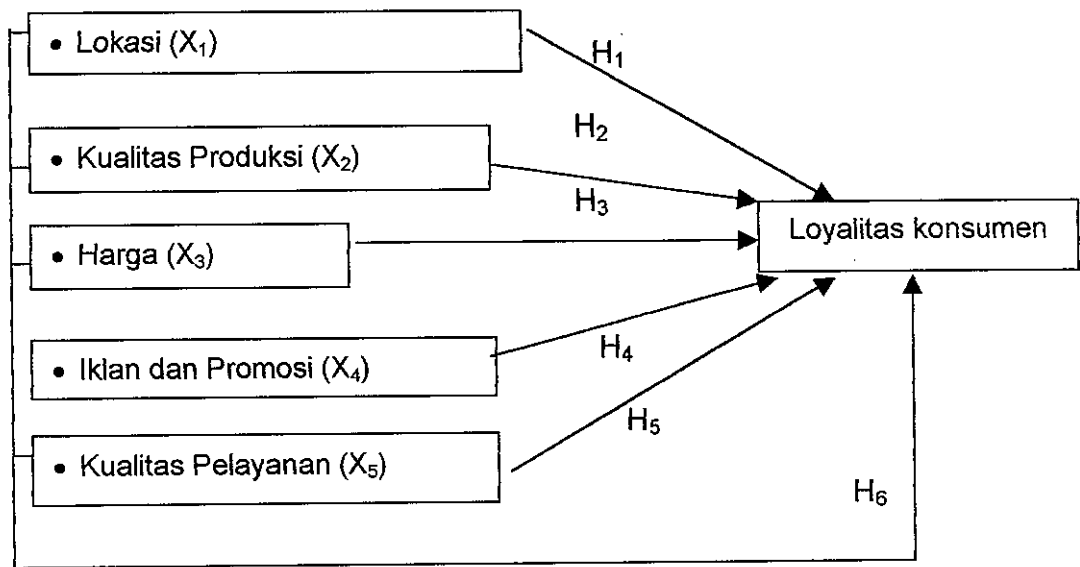 • Lokasi (X₁)
H₁
H₂
• Kualitas Produksi (X₂)
H₃
Loyalitas konsumen
• Harga (X₃)
H₄
• Iklan dan Promosi (X₄)
H₅
• Kualitas Pelayanan (X₅)
H₆